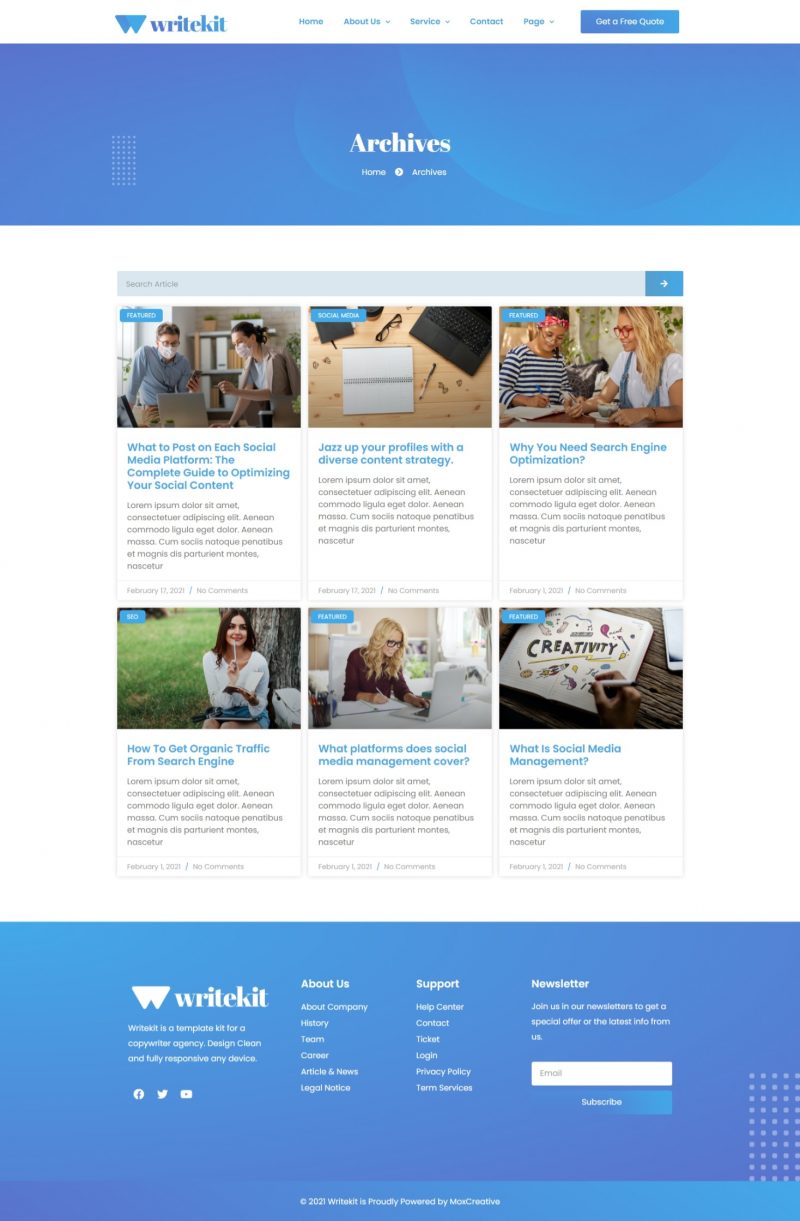 writekit
Home About Us Service Contact Page Get a Free Quote
Archives
Home Archives
Search Article
FEATURED
What to Post on Each Social
Media Platform: The
Complete Guide to Optimizing
Your Social Content
Lorem ipsum dolor sit amet,
consectetuer adipiscing elit. Aenean
commodo ligula eget dolor. Aenean
massa. Cum sociis natoque penatibus
et magnis dis parturient montes,
nascetur
February 17, 2021 / No Comments
SOCIAL MEDIA
Jazz up your profiles with a
diverse content strategy.
Lorem ipsum dolor sit amet,
consectetuer adipiscing elit. Aenean
commodo ligula eget dolor. Aenean
massa. Cum sociis natoque penatibus
et magnis dis parturient montes,
nascetur
February 17, 2021 / No Comments
FEATURED
Why You Need Search Engine
Optimization?
Lorem ipsum dolor sit amet,
consectetuer adipiscing elit. Aenean
commodo ligula eget dolor. Aenean
massa. Cum sociis natoque penatibus
et magnis dis parturient montes,
nascetur
February 1, 2021 / No Comments
SEO
How To Get Organic Traffic
From Search Engine
Lorem ipsum dolor sit amet,
consectetuer adipiscing elit. Aenean
commodo ligula eget dolor. Aenean
massa. Cum sociis natoque penatibus
et magnis dis parturient montes,
nascetur
February 1, 2021 / No Comments
FEATURED
What platforms does social
media management cover?
Lorem ipsum dolor sit amet,
consectetuer adipiscing elit. Aenean
commodo ligula eget dolor. Aenean
massa. Cum sociis natoque penatibus
et magnis dis parturient montes,
nascetur
February 1, 2021 / No Comments
FEATURED
CREATIVITY
What Is Social Media
Management?
Lorem ipsum dolor sit amet,
consectetuer adipiscing elit. Aenean
commodo ligula eget dolor. Aenean
massa. Cum sociis natoque penatibus
et magnis dis parturient montes,
nascetur
February 1, 2021 / No Comments
writekit
Writekit is a template kit for a
copywriter agency. Design Clean
and fully responsive any device.
About Us
About Company
History
Team
Career
Article & News
Legal Notice
Support
Help Center
Contact
Ticket
Login
Privacy Policy
Term Services
Newsletter
Join us in our newsletters to get a
special offer or the latest info from
us.
Email
Subscribe
© 2021 Writekit is Proudly Powered by MoxCreative